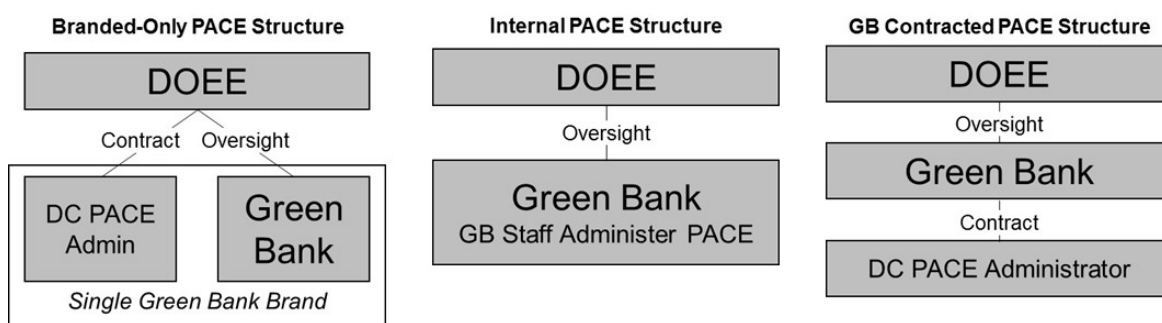 Branded-Only PACE Structure
DOEE
Contract
Oversight
DC PACE
Admin
Green
Bank
Single Green Bank Brand
Internal PACE Structure
DOEE
Oversight
Green Bank
GB Staff Administer PACE
GB Contracted PACE Structure
DOEE
Oversight
Green Bank
Contract
DC PACE Administrator